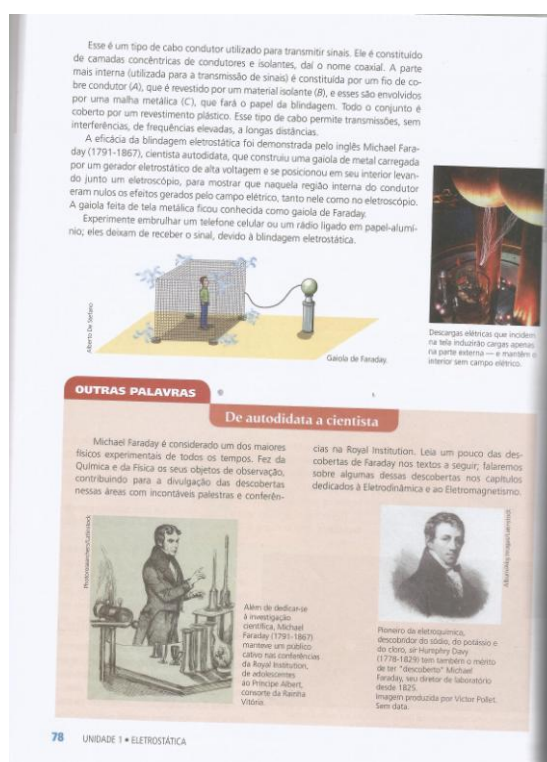 Esse é um tipo de cabo condutor utilizado para transmitir sinais. Ele é constituído
de camadas concêntricas de condutores e isolantes, daí o nome coaxial. A parte
mais interna (utilizada para a transmissão de sinais) é constituída por um fio de co-
bre condutor (A), que é revestido por um material isolante (B), e esses são envolvidos
por uma malha metálica (C), que fará o papel da blindagem. Todo o conjunto é
coberto por um revestimento plástico. Esse tipo de cabo permite transmissões, sem
interferências, de frequências elevadas, a longas distâncias.
A eficácia da blindagem eletrostática foi demonstrada pelo inglês Michael Fara-
day (1791-1867), cientista autodidata, que construiu uma gaiola de metal carregada
por um gerador eletrostático de alta voltagem e se posicionou em seu interior levan-
do junto um eletroscópio, para mostrar que naquela região interna do condutor
eram nulos os efeitos gerados pelo campo elétrico, tanto nele como no eletroscópio.
A gaiola feita de tela metálica ficou conhecida como gaiola de Faraday.
Experimente embrulhar um telefone celular ou um rádio ligado em papel-alumí-
nio; eles deixam de receber o sinal, devido à blindagem eletrostática.
Alberto De Stefano
Gaiola de Faraday.
Descargas elétricas que incidem
na tela induzirão cargas apenas
na parte externa — e mantêm o
interior sem campo elétrico.
OUTRAS PALAVRAS
De autodidata a cientista
Michael Faraday é considerado um dos maiores
físicos experimentais de todos os tempos. Fez da
Química e da Física os seus objetos de observação,
contribuindo para a divulgação das descobertas
nessas áreas com incontáveis palestras e conferên-
cias na Royal Institution. Leia um pouco das des-
cobertas de Faraday nos textos a seguir; falaremos
sobre algumas dessas descobertas nos capítulos
dedicados à Eletrodinâmica e ao Eletromagnetismo.
Além de dedicar-se
à investigação
científica, Michael
Faraday (1791-1867)
manteve um público
cativo nas conferências
da Royal Institution,
de adolescentes
ao Príncipe Albert,
consorte da Rainha
Vitória.
Pioneiro da eletroquímica,
descobridor do sódio, do potássio e
do cloro, sir Humphry Davy
(1778-1829) tem também o mérito
de ter "descoberto" Michael
Faraday, seu diretor de laboratório
desde 1825.
Imagem produzida por Victor Pollet.
Sem data.
78 UNIDADE 1 • ELETROSTÁTICA